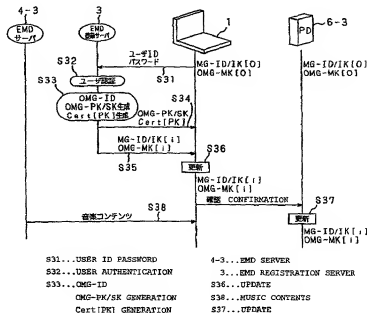 4-3 3 1 6-3
EMD
サーバ
EMD
登録サーバ
PD
ユーザID
パスワード
MG-ID/IK[0]
OMG-MK[0]
MG-ID/IK[0]
OMG-MK[0]
S31
S32
ユーザ認証
S33
OMG-ID
OMG-PK/SK生成
Cert[PK]生成
S34
OMG-PK/SK
Cert[PK]
MG-ID/IK[i]
OMG-MK[i]
S35
S36
更新
MG-ID/IK[i]
OMG-MK[i]
確認 CONFIRMATION
S37
更新
MG-ID/IK[i]
OMG-MK[i]
音楽コンテンツ
S38
S31...USER ID PASSWORD
S32...USER AUTHENTICATION
S33...OMG-ID
OMG-PK/SK GENERATION
Cert[PK] GENERATION
4-3...EMD SERVER
3...EMD REGISTRATION SERVER
S36...UPDATE
S38...MUSIC CONTENTS
S37...UPDATE